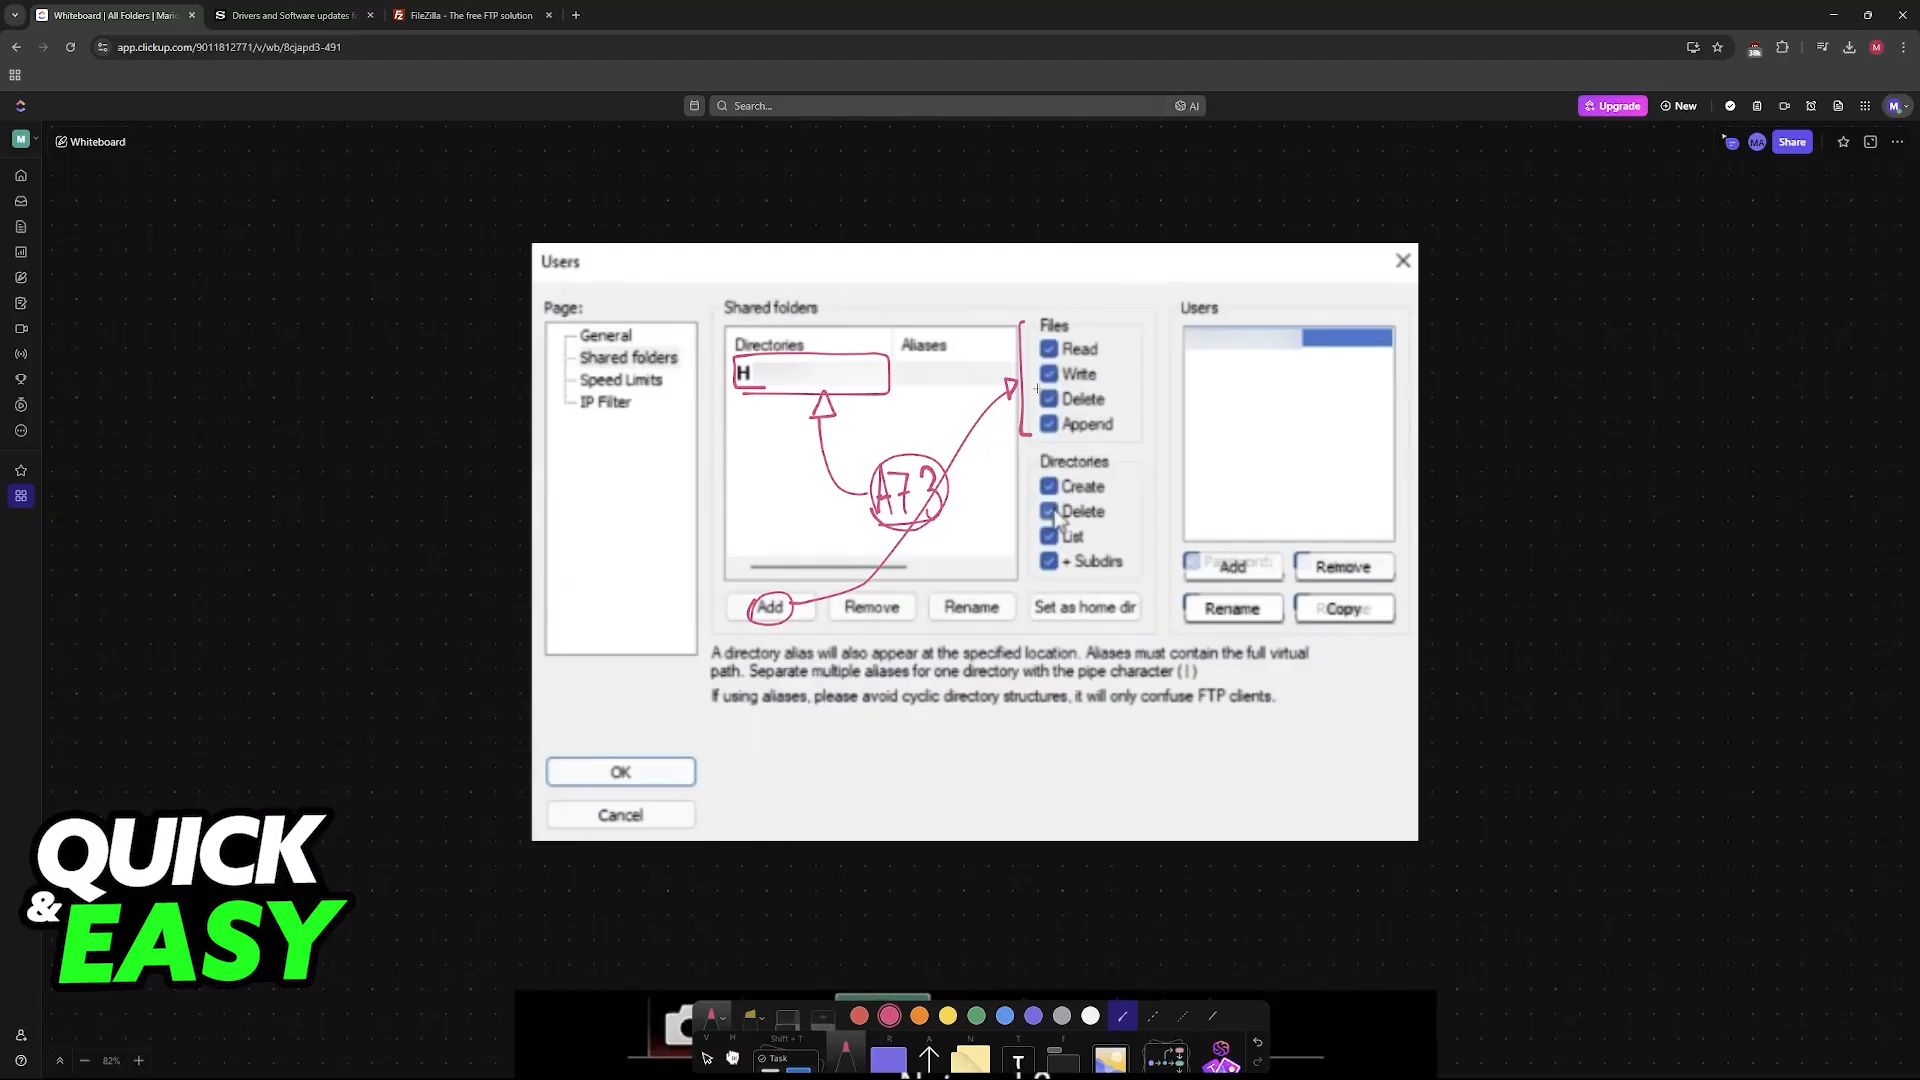 Whiteboard | All Folders | Mario
Drivers and Software updates f
FileZilla - The free FTP solution
app.clickup.com/9011812771/v/wb/8cjapd3-491
38k
M
Search...
AI
Upgrade
New
M
M
Whiteboard
MA
Share
Users
Page:
General
Shared folders
Speed Limits
IP Filter
Shared folders
Directories
Aliases
H
A73
Files
Read
Write
Delete
Append
Directories
Create
Delete
List
+ Subdirs
Add
Remove
Rename
Set as home dir
Users
Add
Remove
Rename
Copy
A directory alias will also appear at the specified location. Aliases must contain the full virtual
path. Separate multiple aliases for one directory with the pipe character (|)
If using aliases, please avoid cyclic directory structures, it will only confuse FTP clients.
OK
Cancel
QUICK
& EASY
82%
V
H
Shift + T
Task
R
A
N
T
F
T